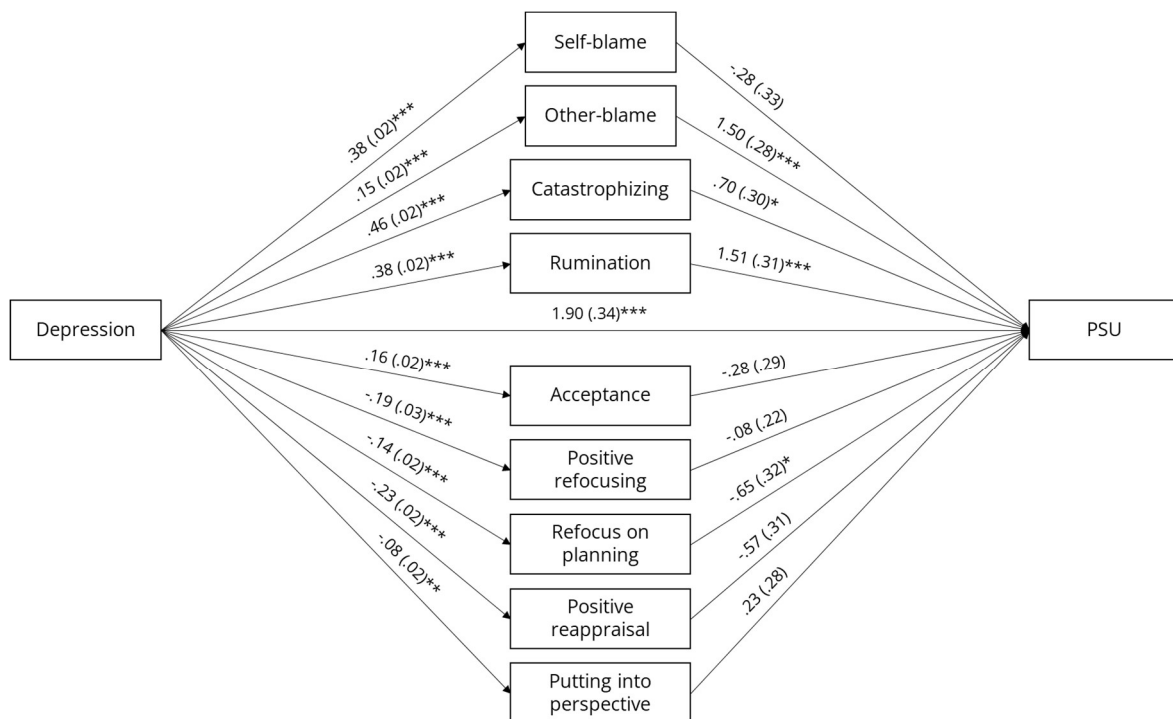 Self-blame
-.28 (.33)
.38 (.02)***
Other-blame
1.50 (.28)***
.15 (.02)***
Catastrophizing
.70 (.30)*
.46 (.02)***
Rumination
1.51 (.31)***
.38 (.02)***
Depression
1.90 (.34)***
PSU
.16 (.02)***
Acceptance
-.28 (.29)
-.19 (.03)***
Positive
refocusing
-.08 (.22)
-.14 (.02)***
Refocus on
planning
-.65 (.32)*
-.23 (.02)***
Positive
reappraisal
-.57 (.31)
-.08 (.02)**
Putting into
perspective
.23 (.28)